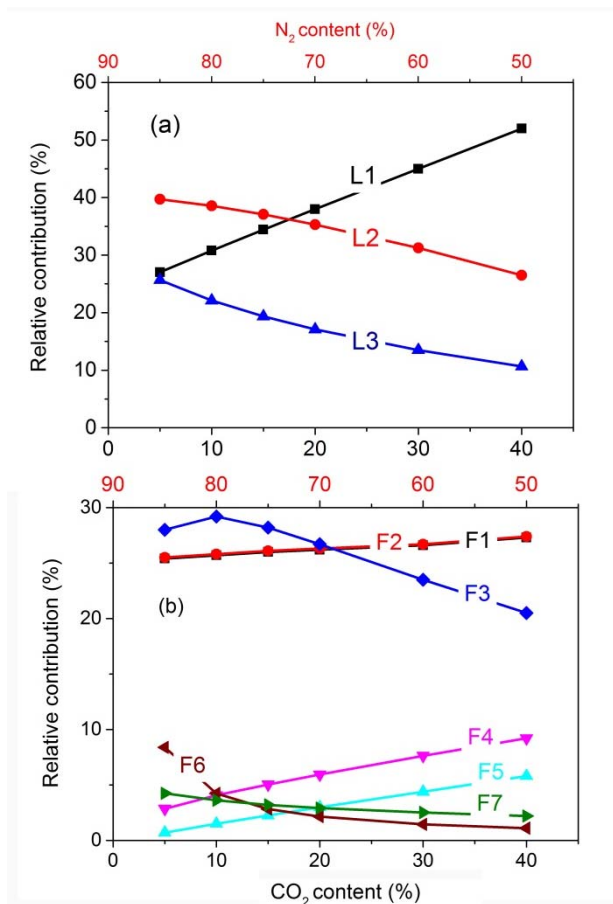 N₂ content (%)
90 80 70 60 50
60
50
40
30
20
10
0
Relative contribution (%)
(a)
L1
L2
L3
0 10 20 30 40
90 80 70 60 50
30
20
10
0
Relative contribution (%)
(b)
F2 F1
F3
F4
F6
F5
F7
0 10 20 30 40
CO₂ content (%)